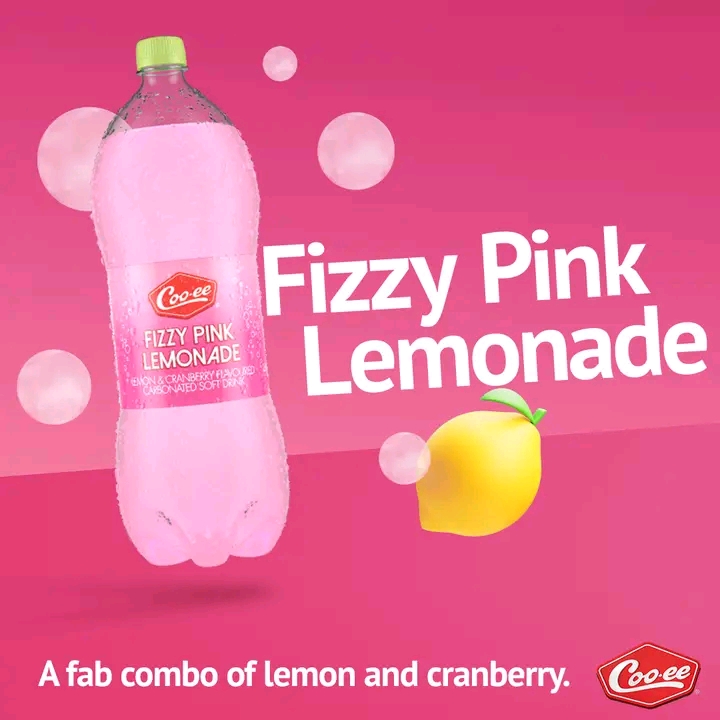 Coo-ee
FIZZY PINK
LEMONADE
LEMON & CRANBERRY FLAVOURED
CARBONATED SOFT DRINK
Fizzy Pink
Lemonade
A fab combo of lemon and cranberry.
Coo-ee